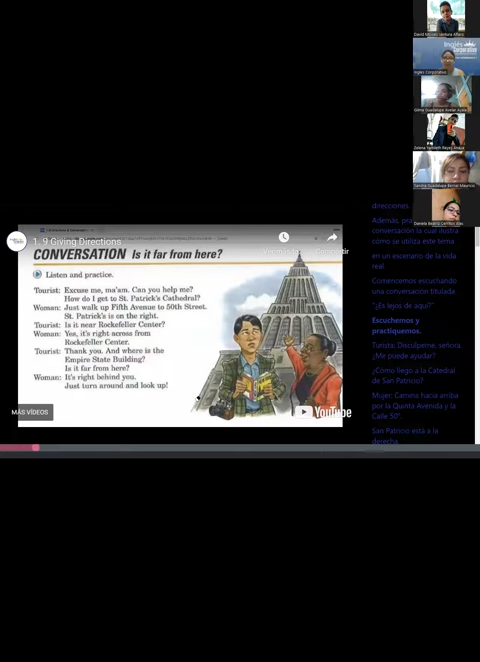 1. 9 Giving Directions
CONVERSATION Is it far from here?
Listen and practice.
Tourist: Excuse me, ma'am. Can you help me?
How do I get to St. Patrick's Cathedral?
Woman: Just walk up Fifth Avenue to 50th Street.
St. Patrick's is on the right.
Tourist: Is it near Rockefeller Center?
Woman: Yes, it's right across from
Rockefeller Center.
Tourist: Thank you. And where is the
Empire State Building?
Is it far from here?
Woman: It's right behind you.
Just turn around and look up!
MÁS VÍDEOS
YouTube
direcciones.
Además,
conversación la cual ilustra
como se utiliza este tema
en un escenario de la vida
real.
Comencemos escuchando
una conversación titulada
"¿Es lejos de aquí?"
Escuchemos y
practiquemos.
Turista: Disculpeme, señora.
¿Me puede ayudar?
¿Cómo llego a la Catedral
de San Patricio?
Mujer: Camina hacia arriba
por la Quinta Avenida y la
Calle 50ª.
San Patricio está a la
derecha.
Inglés
Corporativo
Ingles Corporativo